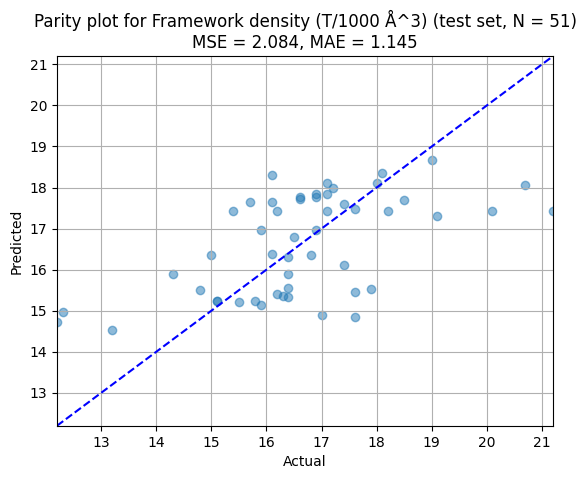 Parity plot for Framework density (T/1000 Å^3) (test set, N = 51)
MSE = 2.084, MAE = 1.145
21
20
19
18
17
16
15
14
13
Predicted
13 14 15 16 17 18 19 20 21
Actual